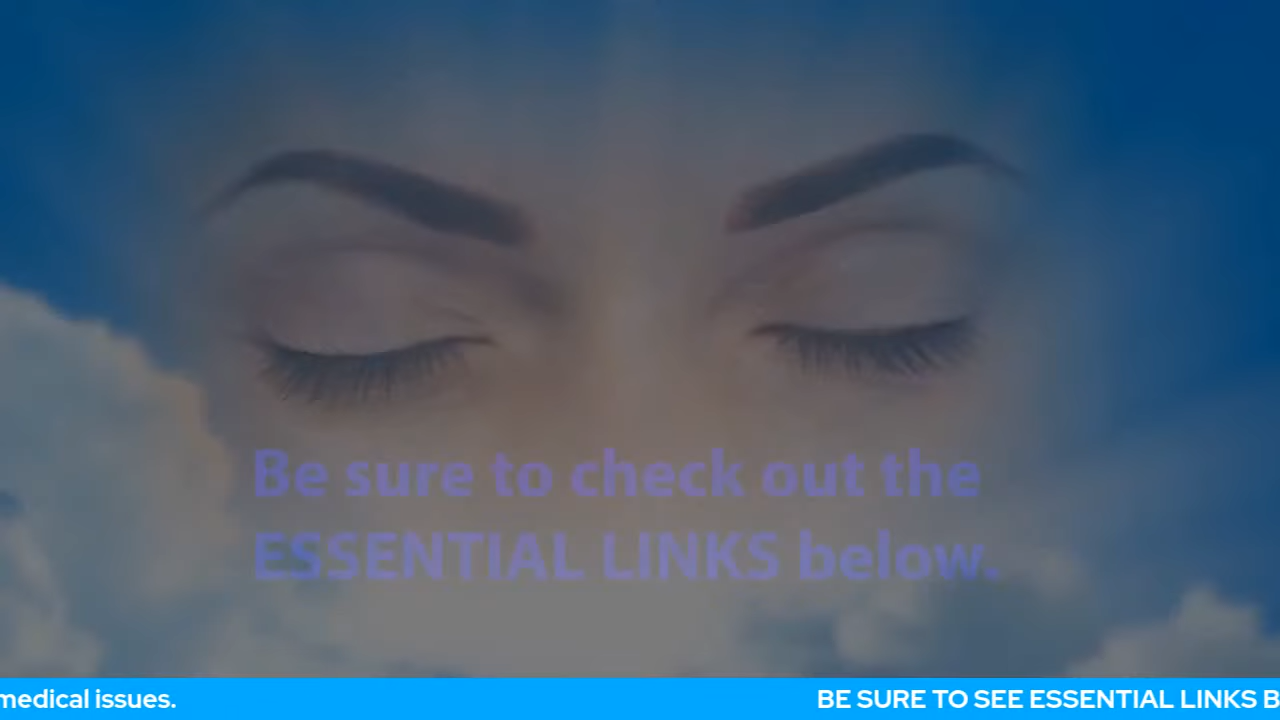 Be sure to check out the
ESSENTIAL LINKS below.
medical issues.
BE SURE TO SEE ESSENTIAL LINKS B